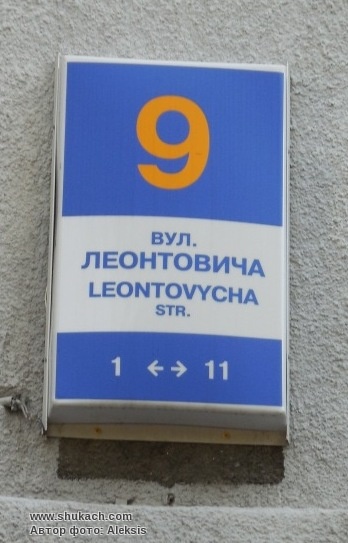 9
ВУЛ.
ЛЕОНТОВИЧА
LEONTOVYCHA
STR.
1 ←→ 11
www.shukach.com
Автор фото: Aleksis